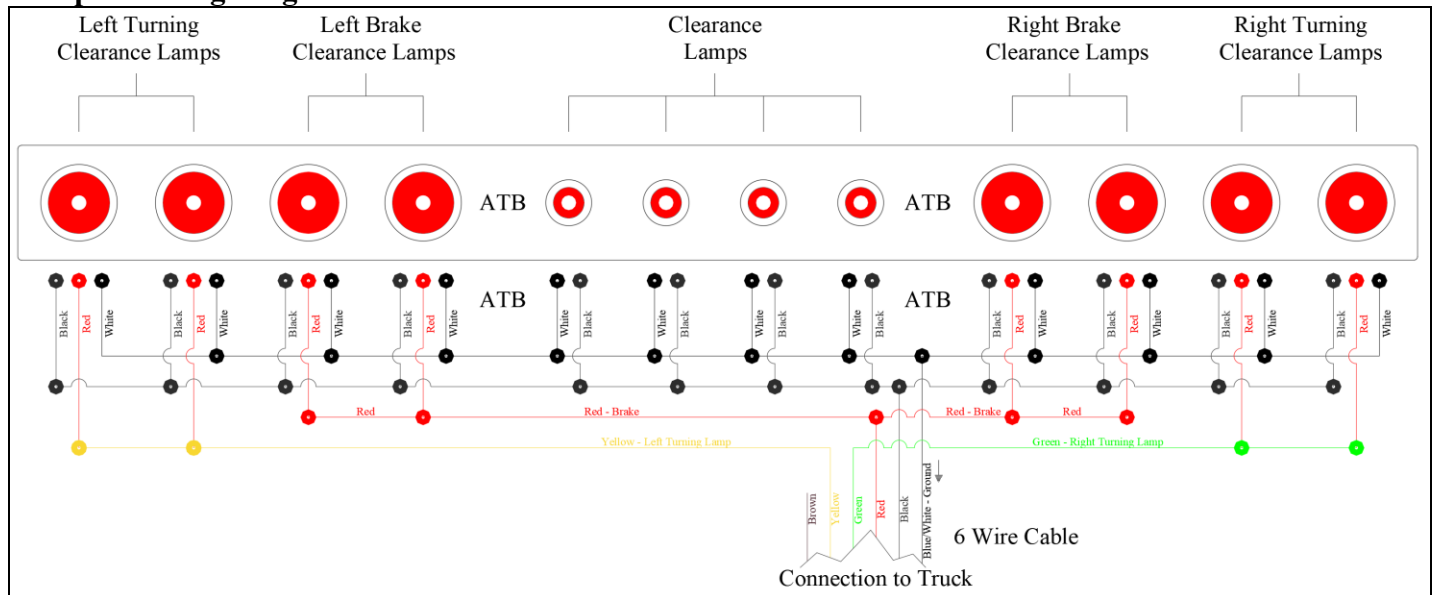 Left Turning
Clearance Lamps
Left Brake
Clearance Lamps
Clearance
Lamps
Right Brake
Clearance Lamps
Right Turning
Clearance Lamps
ATB
ATB
ATB
ATB
Black
Red
White
Black
Red
White
Black
Red
White
Black
Red
White
White
Black
White
Black
White
Black
White
Black
Black
Red
White
Black
Red
White
Black
Red
White
Black
Red
White
Red
Red - Brake
Red - Brake
Red
Yellow - Left Turning Lamp
Green - Right Turning Lamp
Brown
Yellow
Green
Red
Black
Blue/White - Ground
6 Wire Cable
Connection to Truck